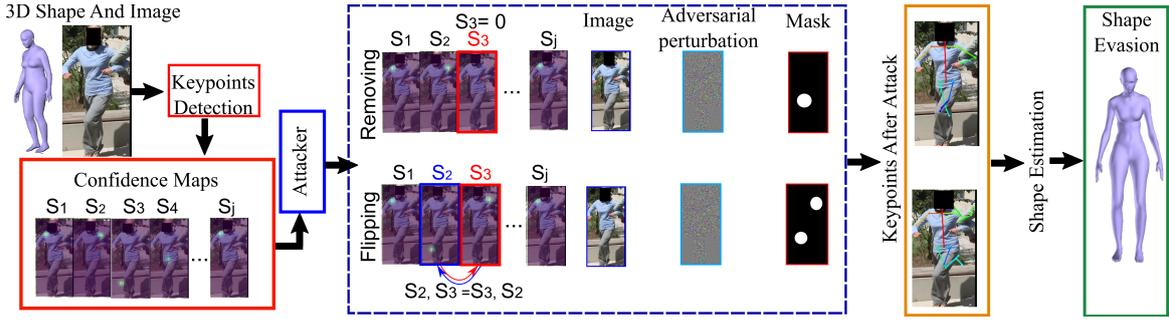 3D Shape And Image
Keypoints
Detection
Confidence Maps
S1 S2 S3 S4 Sj
...
Attacker
S3= 0
Image
Adversarial
perturbation
Mask
S1 S2 S3 Sj
...
Removing
S1 S2 S3 Sj
...
Flipping
S2, S3 =S3, S2
Keypoints After Attack
Shape Estimation
Shape
Evasion